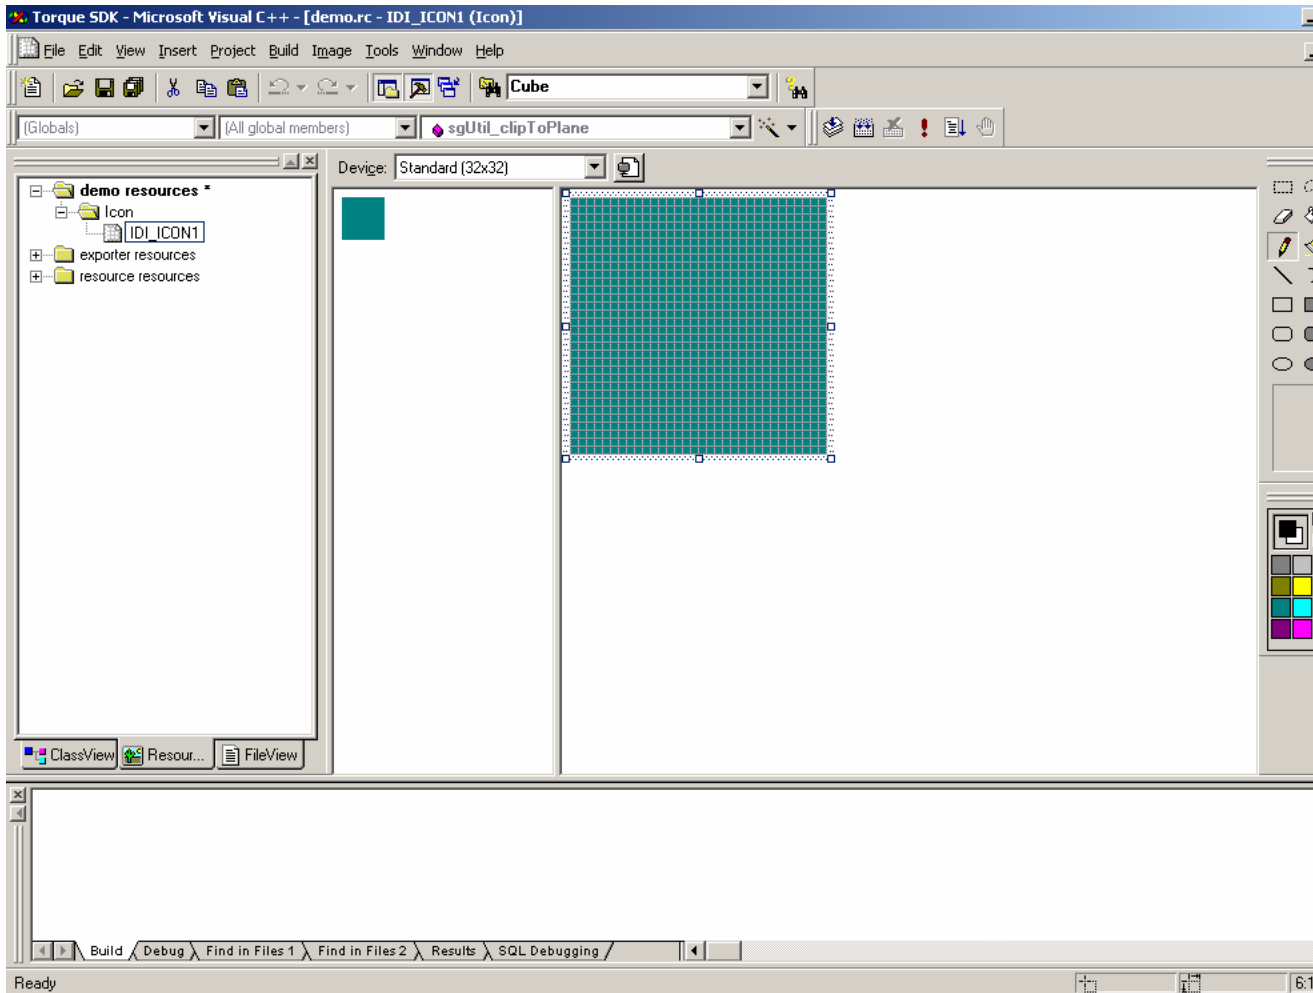 Torque SDK - Microsoft Visual C++ - [demo.rc - IDI_ICON1 (Icon)]
File Edit View Insert Project Build Image Tools Window Help
Cube
(Globals) (All global members) sgUtil_clipToPlane
Device: Standard (32x32)
demo resources *
Icon
IDI_ICON1
exporter resources
resource resources
ClassView Resour... FileView
Build Debug Find in Files 1 Find in Files 2 Results SQL Debugging
Ready